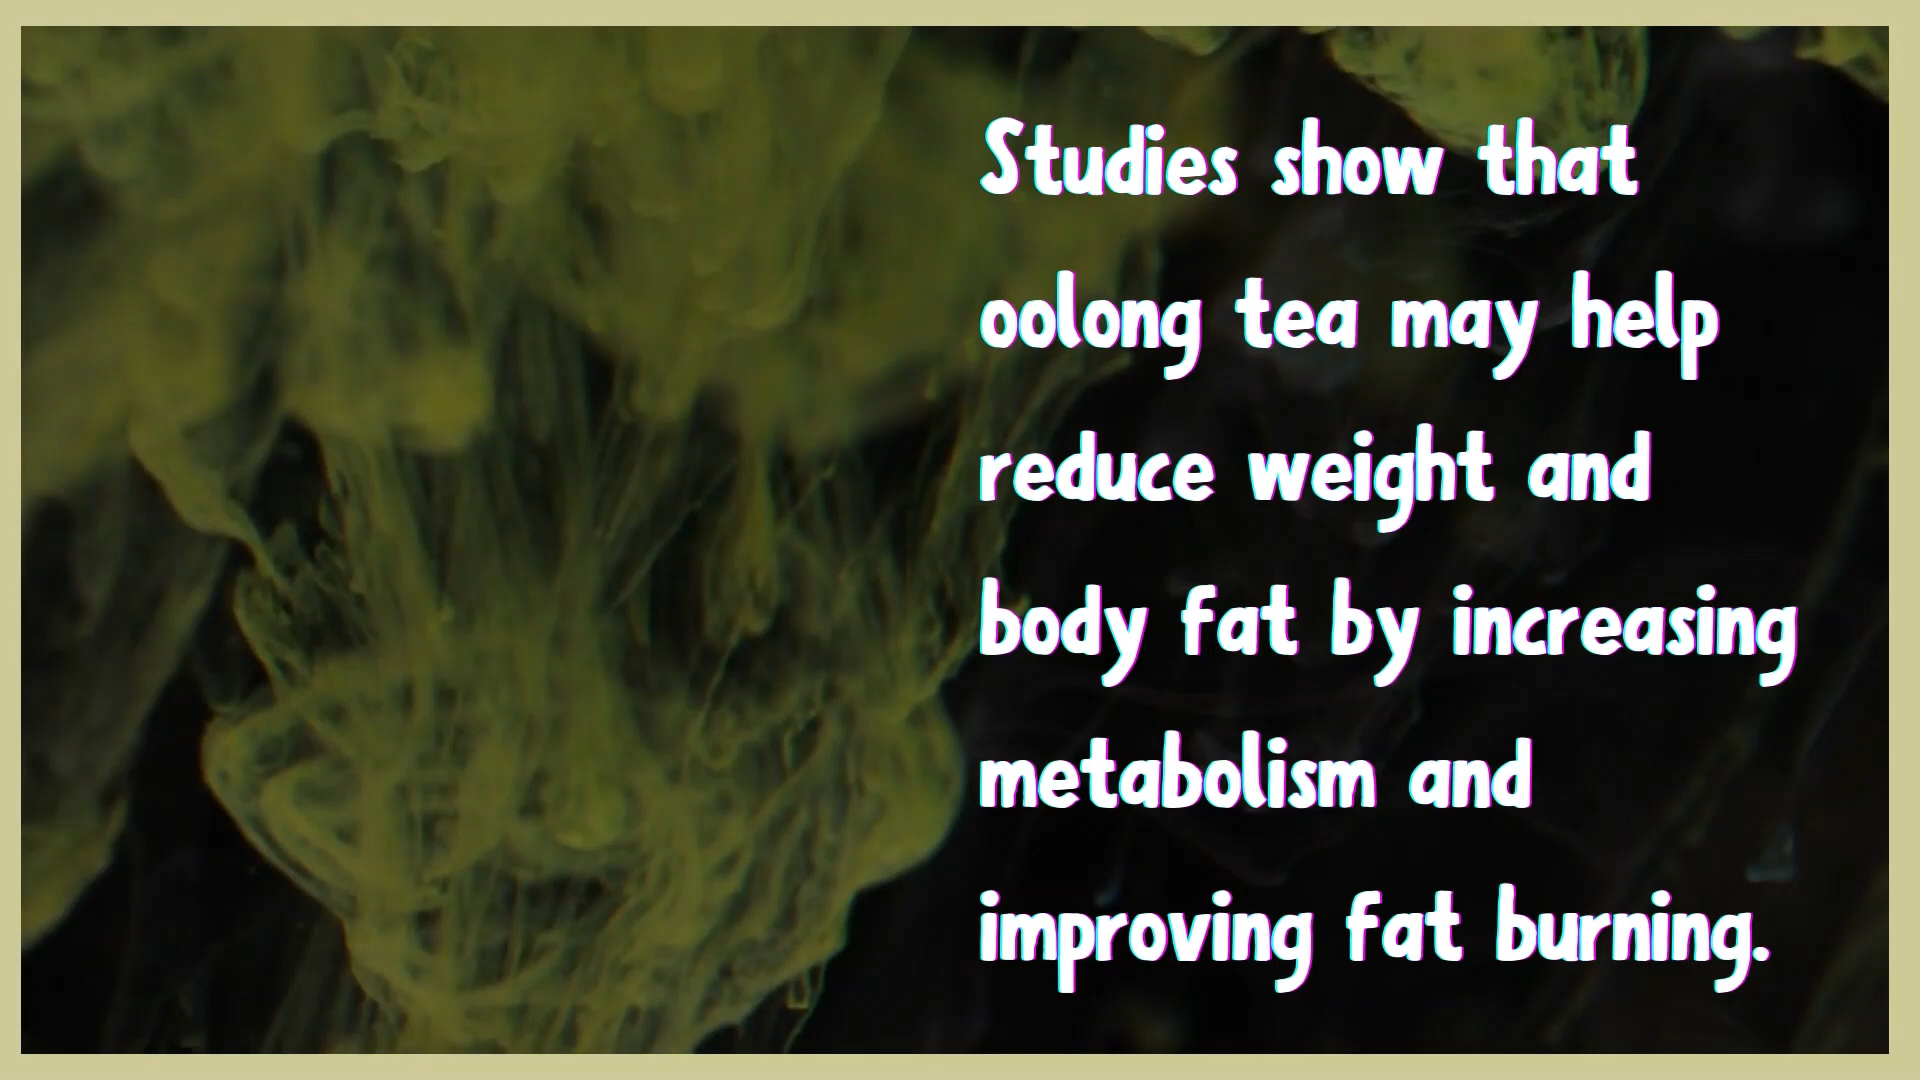 Studies show that
oolong tea may help
reduce weight and
body fat by increasing
metabolism and
improving fat burning.